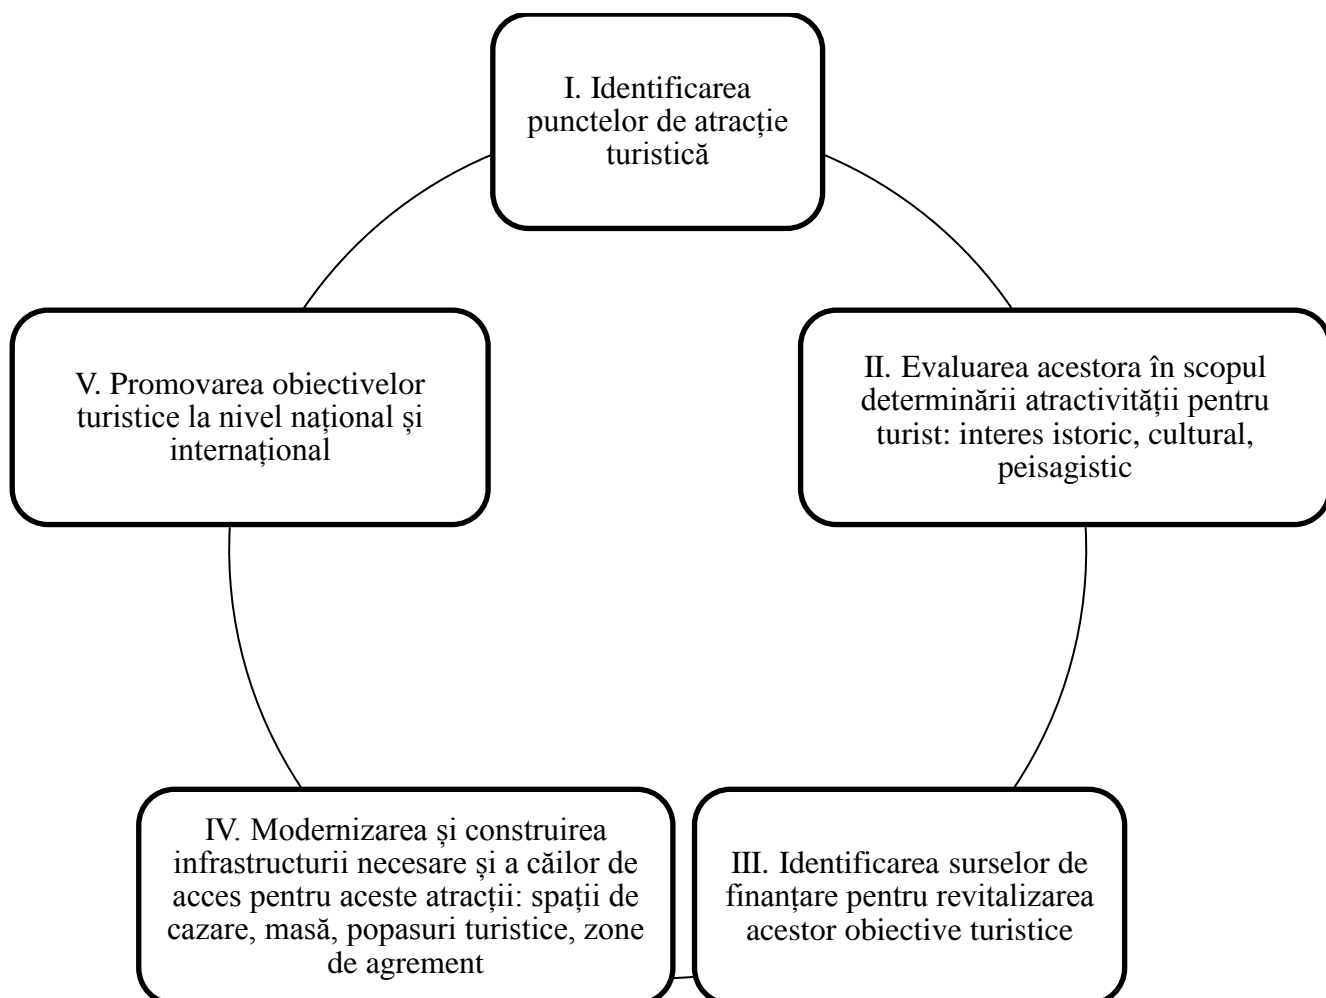 I. Identificarea
punctelor de atracție
turistică
II. Evaluarea acestora în scopul
determinării atractivității pentru
turist: interes istoric, cultural,
peisagistic
III. Identificarea surselor de
finanțare pentru revitalizarea
acestor obiective turistice
IV. Modernizarea și construirea
infrastructurii necesare și a căilor de
acces pentru aceste atracții: spații de
cazare, masă, popasuri turistice, zone
de agrement
V. Promovarea obiectivelor
turistice la nivel național și
internațional